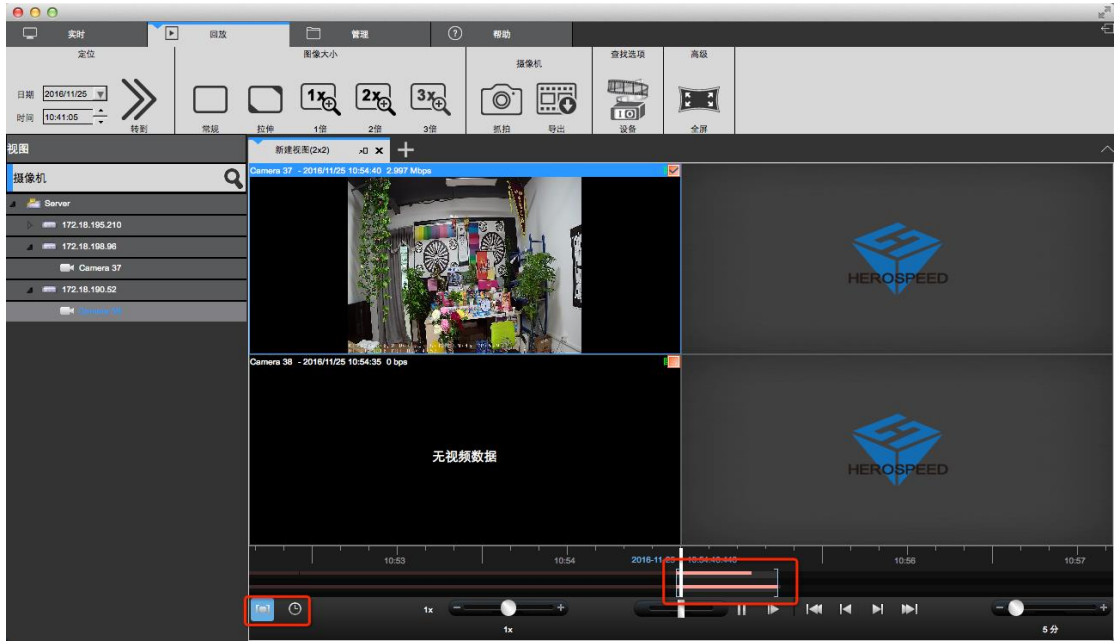 实时
回放
管理
帮助
定位
图像大小
摄像机
查找选项
高级
日期
2016/11/25
时间
10:41:05
转到
常规
拉伸
1x
1倍
2x
2倍
3x
3倍
抓拍
导出
设备
全屏
视图
新建视图(2x2)
摄像机
Server
172.18.195.210
172.18.198.96
Camera 37
172.18.190.52
Camera 37 - 2016/11/25 10:54:40 2.997 Mbps
HEROSPEED
Camera 38 - 2016/11/25 10:54:35 0 bps
无视频数据
HEROSPEED
10:53
10:54
2016-11-25
10:56
10:57
1x
1x
5 分